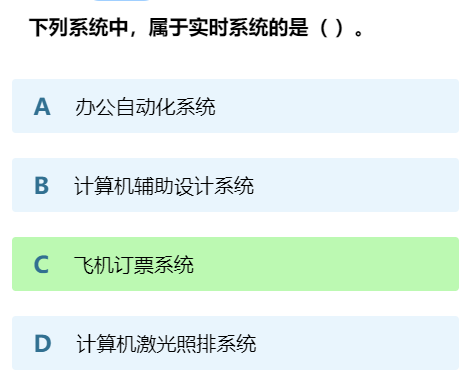 下列系统中，属于实时系统的是（ ）。
A 办公自动化系统
B 计算机辅助设计系统
C 飞机订票系统
D 计算机激光照排系统